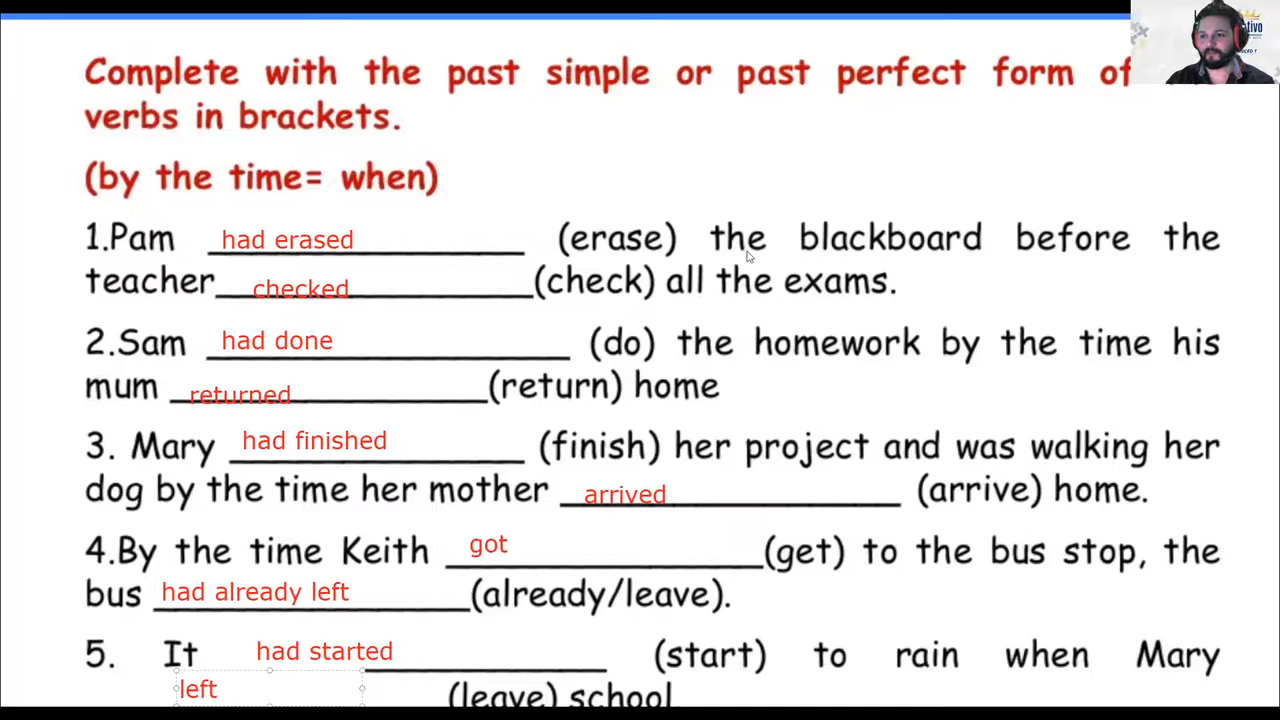 Complete with the past simple or past perfect form of
verbs in brackets.
(by the time= when)
1.Pam had erased (erase) the blackboard before the
teacher checked (check) all the exams.
2.Sam had done (do) the homework by the time his
mum returned (return) home
3. Mary had finished (finish) her project and was walking her
dog by the time her mother arrived (arrive) home.
4.By the time Keith got (get) to the bus stop, the
bus had already left (already/leave).
5. It had started (start) to rain when Mary
left (leave) school